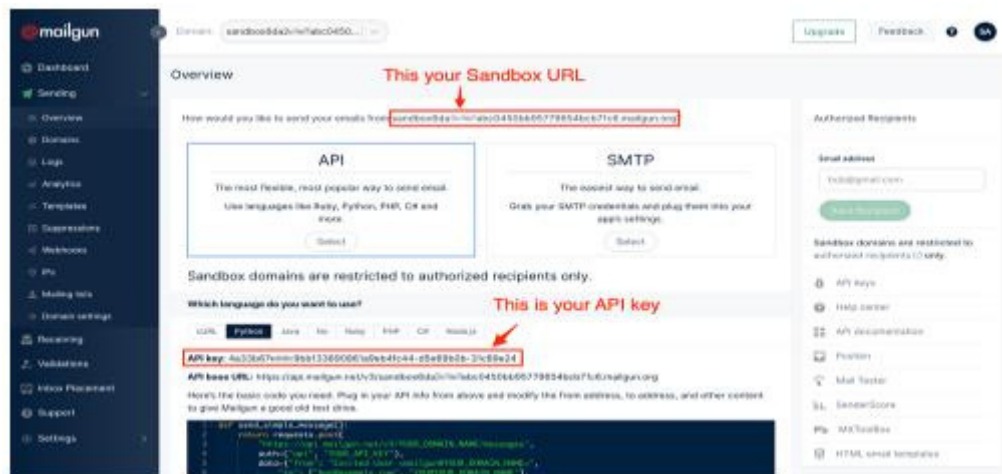 mailgun
Domain:
Upgrade
Feedback
SA
Dashboard
Sending
Overview
Domains
Logs
Analytics
Templates
Suppressions
Webhooks
IPs
Mailing lists
Domain settings
Receiving
Validations
Inbox Placement
Support
Settings
Overview
This your Sandbox URL
How would you like to send your emails from
API
The most flexible, most popular way to send email.
Use languages like Ruby, Python, PHP, C# and
more.
Select
SMTP
The easiest way to send email.
Grab your SMTP credentials and plug them into your
app's settings.
Select
Sandbox domains are restricted to authorized recipients only.
Which language do you want to use?
This is your API key
cURL Python Java Go Ruby PHP C# Node.js
API key:
API base URL:
Here's the basic code you need. Plug in your API info from above and modify the from address, to address, and other content
to give Mailgun a good old test drive.
def send_simple_message():
return requests.post(
"https://api.mailgun.net/v3/YOUR_DOMAIN_NAME/messages",
auth=("api", "YOUR_API_KEY"),
Authorized Recipients
Email address
Sandbox domains are restricted to
authorized recipients only.
API keys
Help center
API documentation
Mail Tester
SenderScore
MXToolBox
HTML email templates